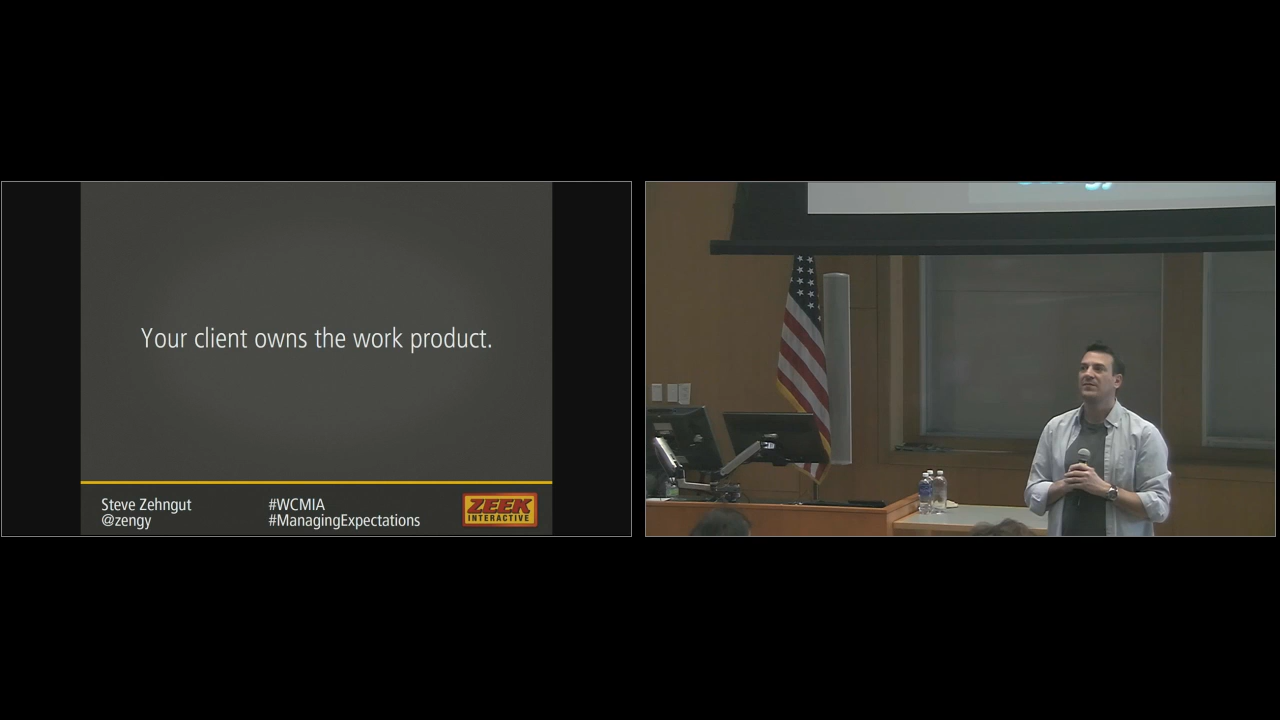 Your client owns the work product.
Steve Zehngut
@zengy
#WCMIA
#ManagingExpectations
ZEEK
INTERACTIVE